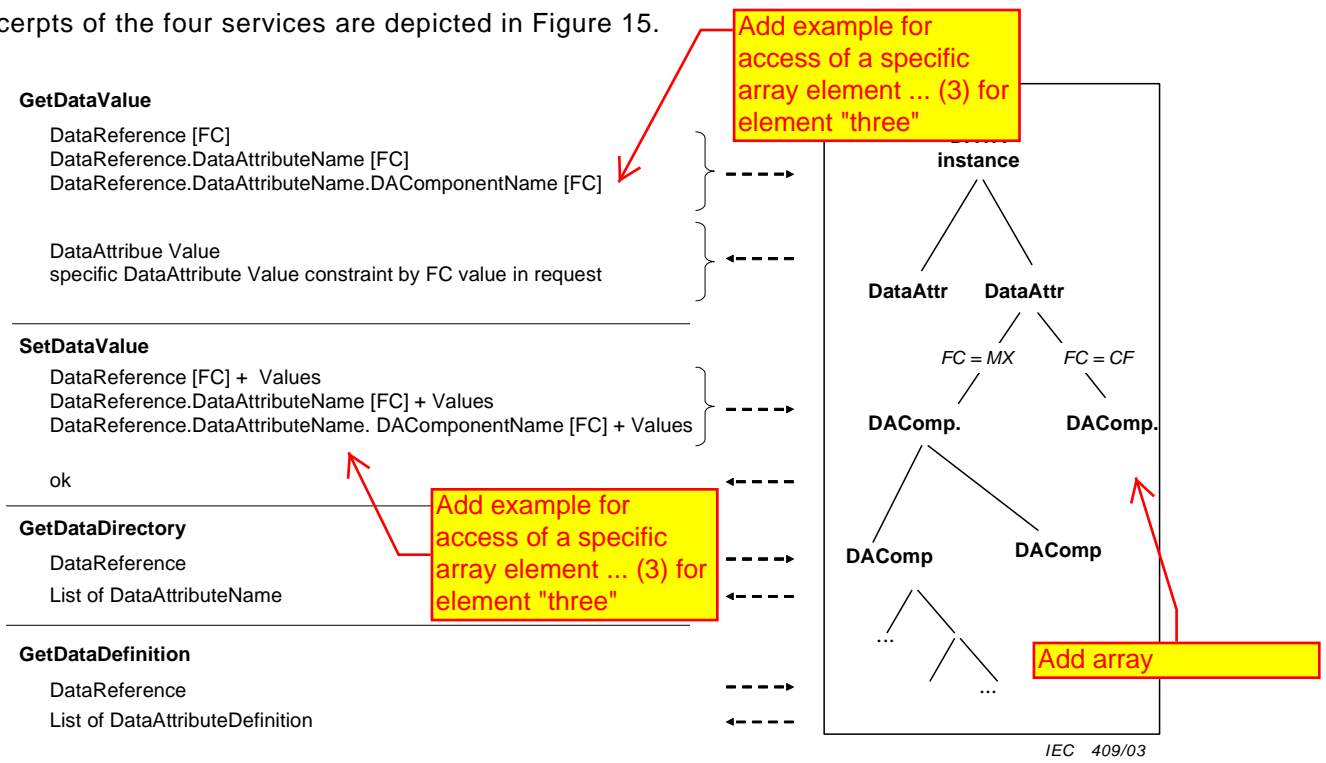 cerpts of the four services are depicted in Figure 15.
Add example for
access of a specific
array element ... (3) for
element "three"
GetDataValue
DataReference [FC]
DataReference.DataAttributeName [FC]
DataReference.DataAttributeName.DAComponentName [FC]
DataAttribue Value
specific DataAttribute Value constraint by FC value in request
SetDataValue
DataReference [FC] + Values
DataReference.DataAttributeName [FC] + Values
DataReference.DataAttributeName. DAComponentName [FC] + Values
ok
Add example for
access of a specific
array element ... (3) for
element "three"
GetDataDirectory
DataReference
List of DataAttributeName
GetDataDefinition
DataReference
List of DataAttributeDefinition
instance
DataAttr DataAttr
FC = MX FC = CF
DAComp. DAComp.
DAComp DAComp
...
...
Add array
IEC 409/03